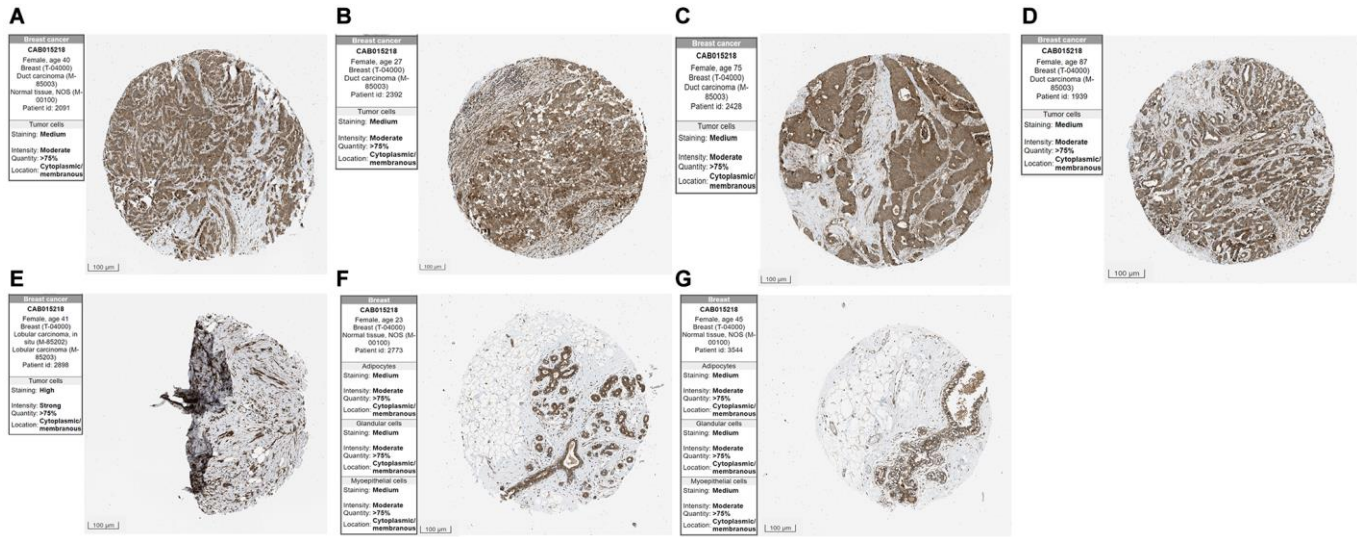 A
Breast cancer
CAB015218
Female, age 40
Breast (T-04000)
Duct carcinoma (M-
85003)
Normal tissue, NOS (M-
00100)
Patient id: 2091
Tumor cells
Staining: Medium
Intensity: Moderate
Quantity: >75%
Location: Cytoplasmic/
membranous
100 µm
B
Breast cancer
CAB015218
Female, age 27
Breast (T-04000)
Duct carcinoma (M-
85003)
Patient id: 2392
Tumor cells
Staining: Medium
Intensity: Moderate
Quantity: >75%
Location: Cytoplasmic/
membranous
100 µm
C
Breast cancer
CAB015218
Female, age 75
Breast (T-04000)
Duct carcinoma (M-
85003)
Patient id: 2428
Tumor cells
Staining: Medium
Intensity: Moderate
Quantity: >75%
Location: Cytoplasmic/
membranous
100 µm
D
Breast cancer
CAB015218
Female, age 87
Breast (T-04000)
Duct carcinoma (M-
85003)
Patient id: 1939
Tumor cells
Staining: Medium
Intensity: Moderate
Quantity: >75%
Location: Cytoplasmic/
membranous
100 µm
E
Breast cancer
CAB015218
Female, age 41
Breast (T-04000)
Lobular carcinoma, in
situ (M-85202)
Lobular carcinoma (M-
85203)
Patient id: 2898
Tumor cells
Staining: High
Intensity: Strong
Quantity: >75%
Location: Cytoplasmic/
membranous
100 µm
F
Breast
CAB015218
Female, age 23
Breast (T-04000)
Normal tissue, NOS (M-
00100)
Patient id: 2773
Adipocytes
Staining: Medium
Intensity: Moderate
Quantity: >75%
Location: Cytoplasmic/
membranous
Glandular cells
Staining: Medium
Intensity: Moderate
Quantity: >75%
Location: Cytoplasmic/
membranous
Myoepithelial cells
Staining: Medium
Intensity: Moderate
Quantity: >75%
Location: Cytoplasmic/
membranous
100 µm
G
Breast
CAB015218
Female, age 45
Breast (T-04000)
Normal tissue, NOS (M-
00100)
Patient id: 3544
Adipocytes
Staining: Medium
Intensity: Moderate
Quantity: >75%
Location: Cytoplasmic/
membranous
Glandular cells
Staining: Medium
Intensity: Moderate
Quantity: >75%
Location: Cytoplasmic/
membranous
Myoepithelial cells
Staining: Medium
Intensity: Moderate
Quantity: >75%
Location: Cytoplasmic/
membranous
100 µm